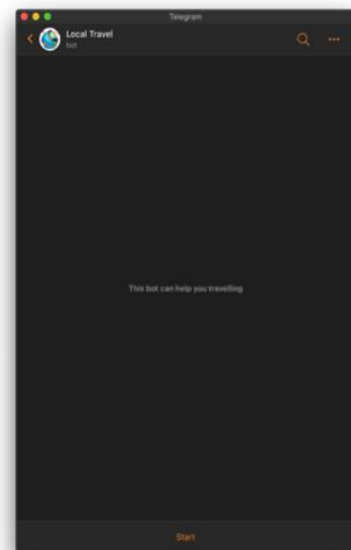 Telegram
Local Travel
bot
This bot can help you travelling
Start